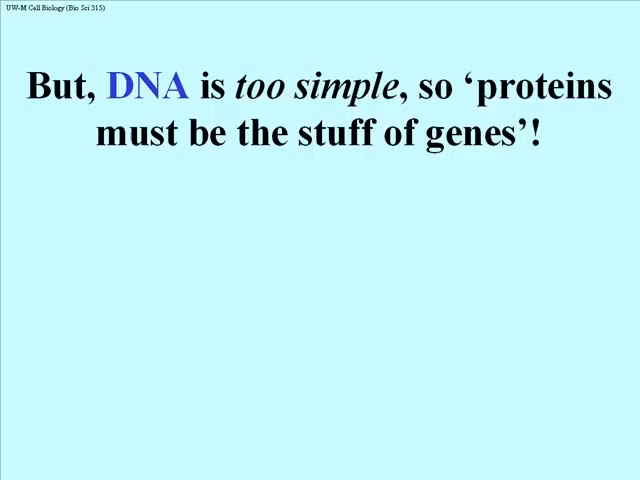 UW-M Cell Biology (Bio Sci 315)
But, DNA is too simple, so ‘proteins
must be the stuff of genes’!